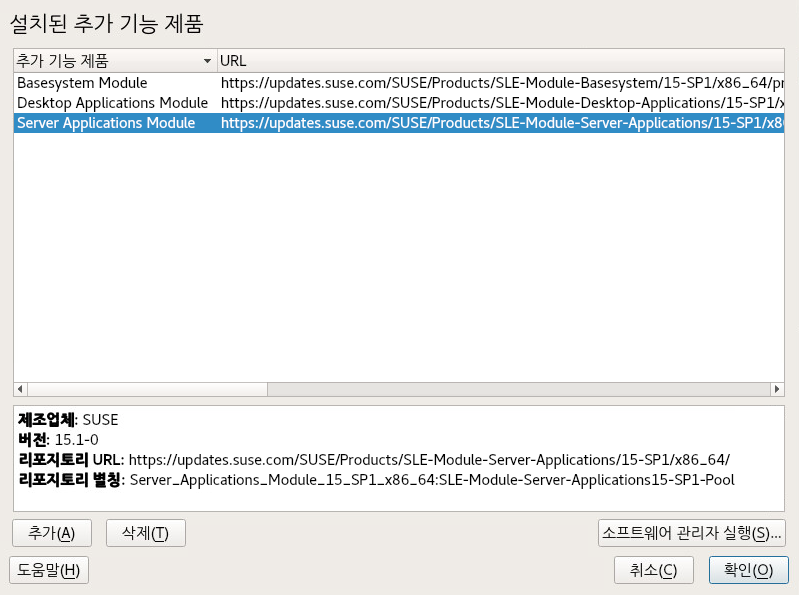 설치된 추가 기능 제품
추가 기능 제품 URL
Basesystem Module https://updates.suse.com/SUSE/Products/SLE-Module-Basesystem/15-SP1/x86_64/pr
Desktop Applications Module https://updates.suse.com/SUSE/Products/SLE-Module-Desktop-Applications/15-SP1/x
Server Applications Module https://updates.suse.com/SUSE/Products/SLE-Module-Server-Applications/15-SP1/x8
제조업체: SUSE
버전: 15.1-0
리포지토리 URL: https://updates.suse.com/SUSE/Products/SLE-Module-Server-Applications/15-SP1/x86_64/
리포지토리 별칭: Server_Applications_Module_15_SP1_x86_64:SLE-Module-Server-Applications15-SP1-Pool
추가(A) 삭제(T) 소프트웨어 관리자 실행(S)...
도움말(H) 취소(C) 확인(O)